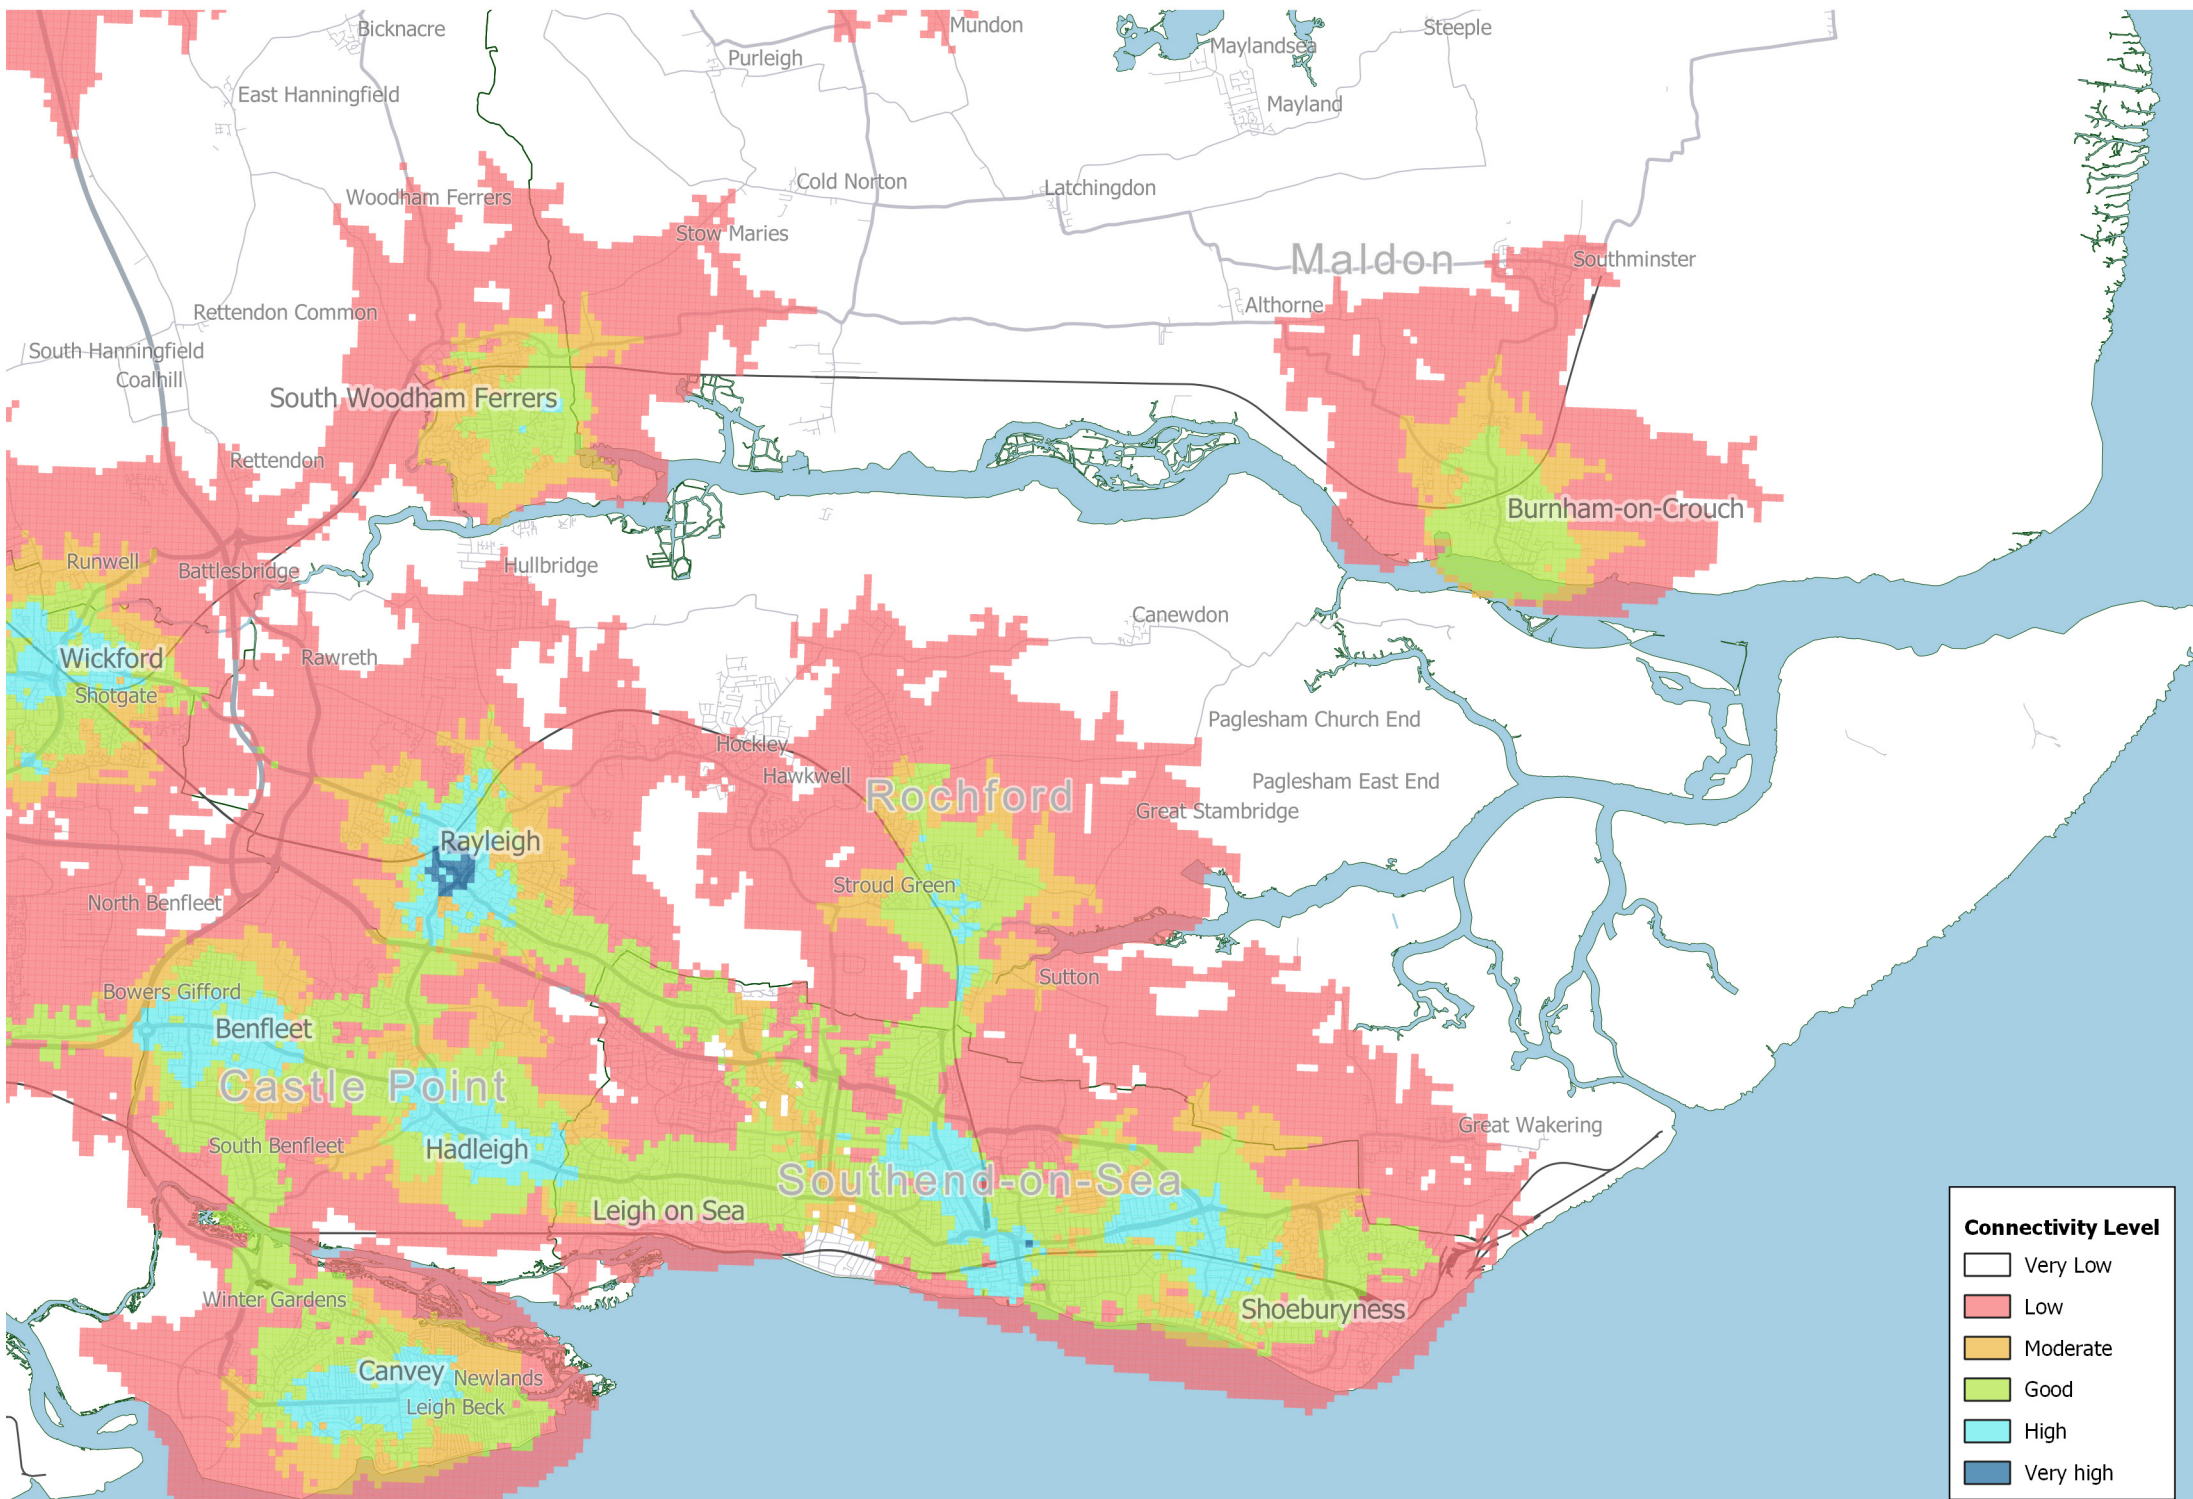 Bicknacre
Mundon
Steeple
Maylandsea
Purleigh
East Hanningfield
Mayland
Cold Norton
Latchingdon
Woodham Ferrers
Stow Maries
Maldon
Southminster
Althorne
Rettendon Common
South Hanningfield
Coalhill
South Woodham Ferrers
Rettendon
Burnham-on-Crouch
Runwell
Battlesbridge
Hullbridge
Canewdon
Wickford
Rawreth
Shotgate
Paglesham Church End
Hockley
Hawkwell
Paglesham East End
Rochford
Great Stambridge
Rayleigh
Stroud Green
North Benfleet
Sutton
Bowers Gifford
Benfleet
Castle Point
Great Wakering
South Benfleet
Hadleigh
Southend-on-Sea
Leigh on Sea
Winter Gardens
Shoeburyness
Canvey
Newlands
Leigh Beck
Connectivity Level
Very Low
Low
Moderate
Good
High
Very high